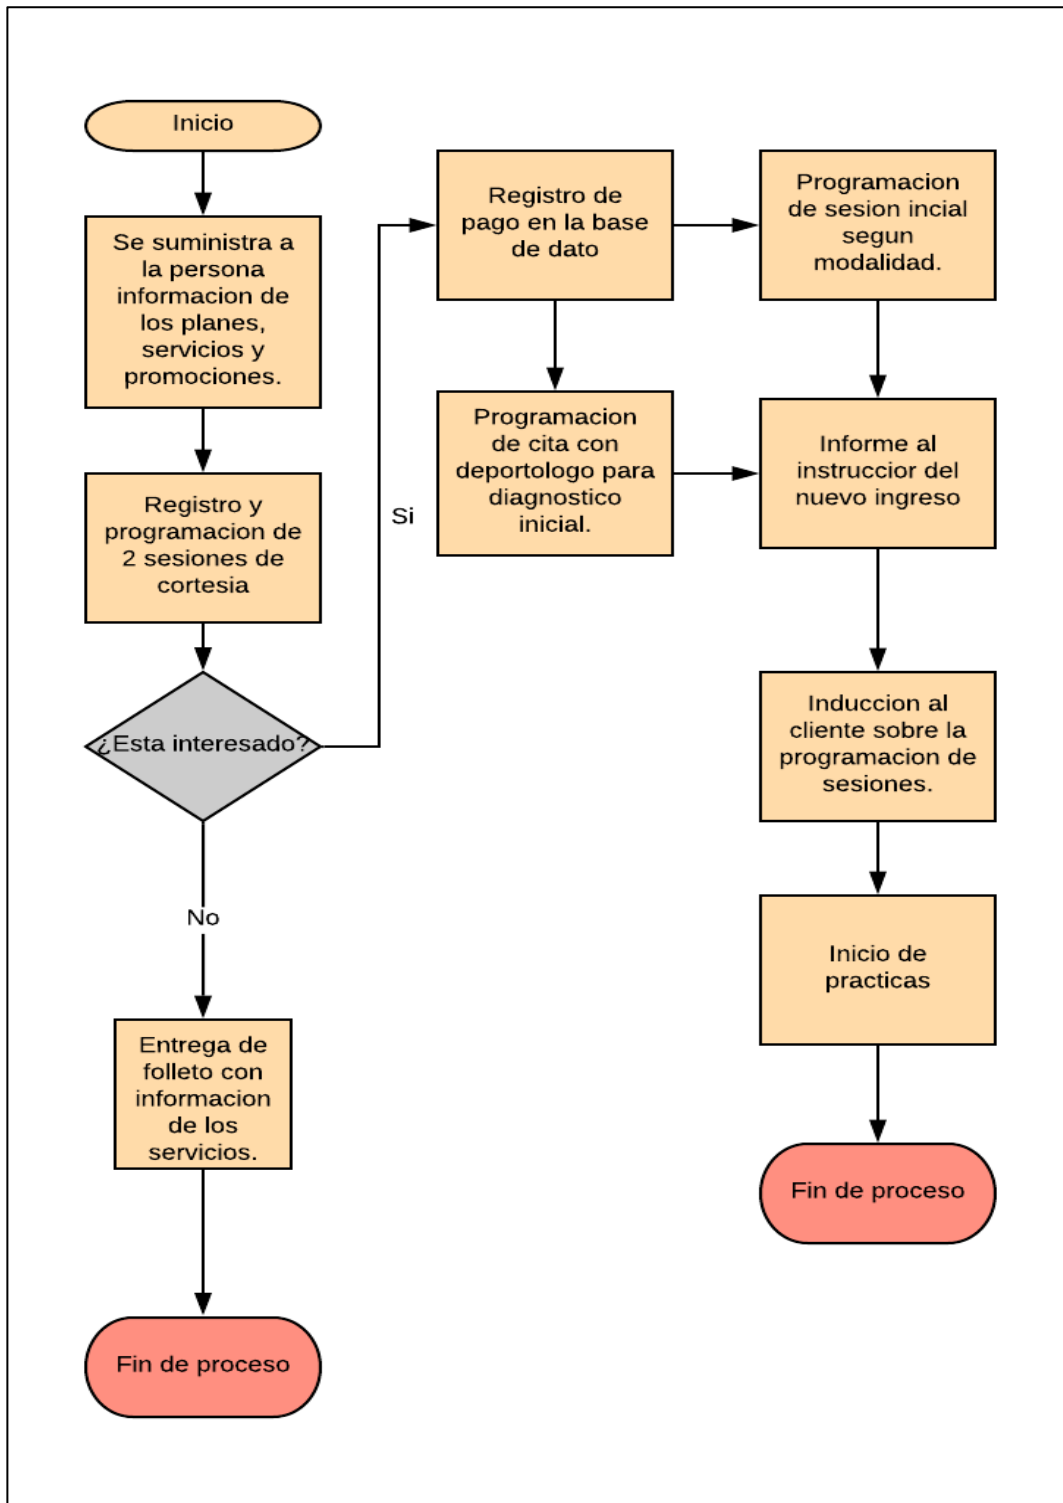 Inicio
Se suministra a
la persona
informacion de
los planes,
servicios y
promociones.
Registro y
programacion de
2 sesiones de
cortesia
¿Esta interesado?
No
Entrega de
folleto con
informacion
de los
servicios.
Fin de proceso
Si
Registro de
pago en la base
de dato
Programacion
de cita con
deportologo para
diagnostico
inicial.
Programacion
de sesion incial
segun
modalidad.
Informe al
instruccior del
nuevo ingreso
Induccion al
cliente sobre la
programacion de
sesiones.
Inicio de
practicas
Fin de proceso